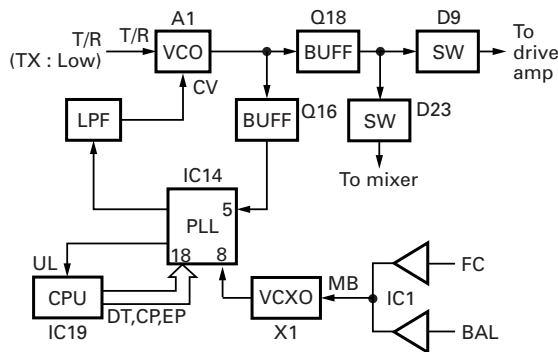 A1
Q18
D9
T/R
(TX : Low)
T/R
VCO
BUFF
SW
To
drive
amp
CV
LPF
BUFF
Q16
SW
D23
To mixer
IC14
PLL
5
18
8
UL
CPU
IC19
DT,CP,EP
VCXO
X1
MB
IC1
FC
BAL